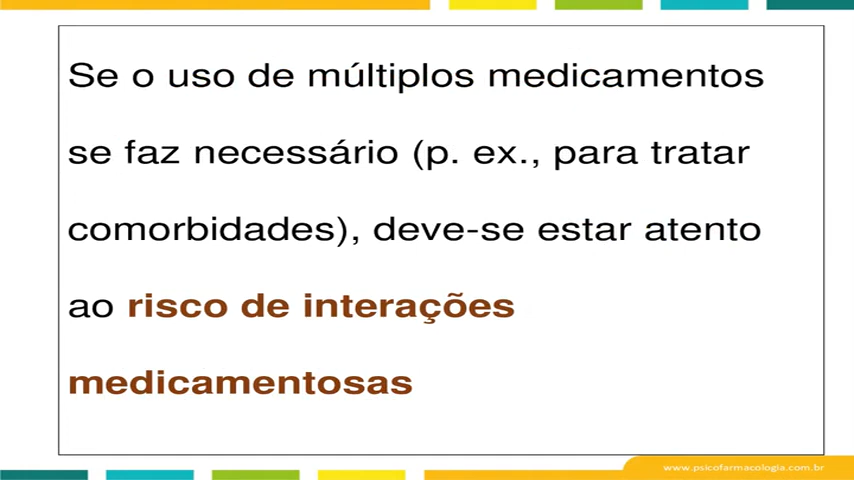 Se o uso de múltiplos medicamentos
se faz necessário (p. ex., para tratar
comorbidades), deve-se estar atento
ao risco de interações
medicamentosas
www.psicofarmacologia.com.br